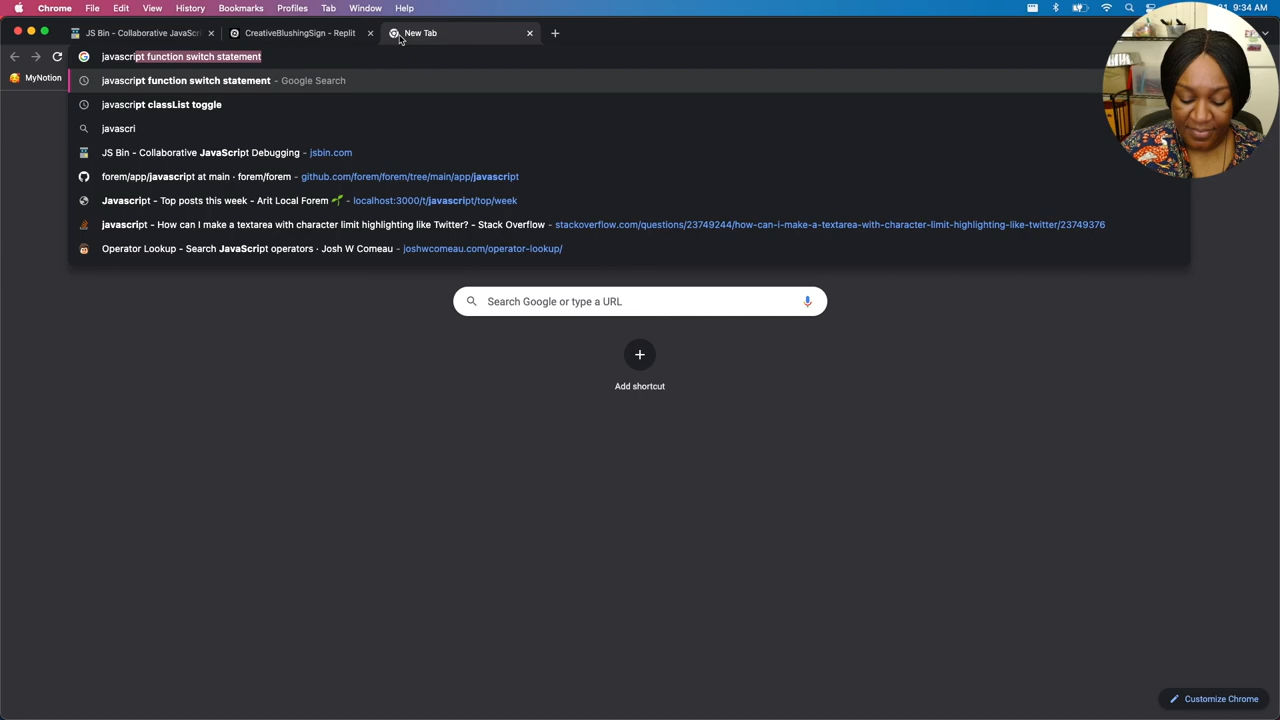 Chrome File Edit View History Bookmarks Profiles Tab Window Help
9:34 AM
JS Bin - Collaborative JavaScri
CreativeBlushingSign - Replit
New Tab
javascript function switch statement
MyNotion
javascript function switch statement - Google Search
javascript classList toggle
javascri
JS Bin - Collaborative JavaScript Debugging - jsbin.com
forem/app/javascript at main · forem/forem - github.com/forem/forem/tree/main/app/javascript
Javascript - Top posts this week - Arit Local Forem 🌱 - localhost:3000/t/javascript/top/week
javascript - How can I make a textarea with character limit highlighting like Twitter? - Stack Overflow - stackoverflow.com/questions/23749244/how-can-i-make-a-textarea-with-character-limit-highlighting-like-twitter/23749376
Operator Lookup - Search JavaScript operators · Josh W Comeau - joshwcomeau.com/operator-lookup/
Search Google or type a URL
Add shortcut
Customize Chrome